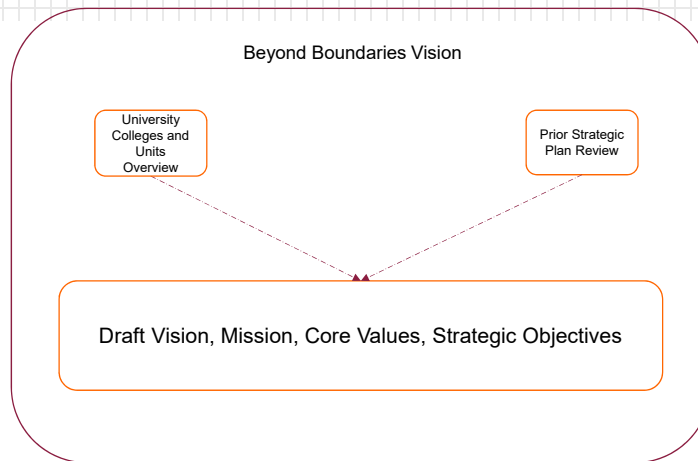 Beyond Boundaries Vision
University
Colleges and
Units
Overview
Prior Strategic
Plan Review
Draft Vision, Mission, Core Values, Strategic Objectives